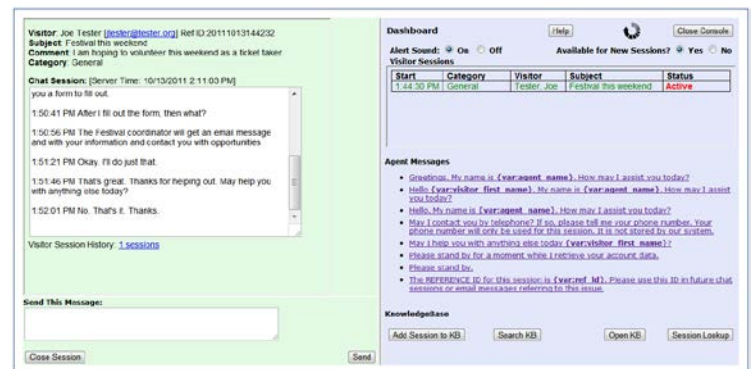 Visitor: Joe Tester [jtester@tester.org] Ref ID:20111013144232
Subject: Festival this weekend
Comment: I am hoping to volunteer this weekend as a ticket taker.
Category: General
Chat Session: [Server Time: 10/13/2011 2:11:03 PM]
you a form to fill out.
1:50:41 PM After I fill out the form, then what?
1:50:56 PM The Festival coordinator will get an email message
and with your information and contact you with opportunities
1:51:21 PM Okay. I'll do just that.
1:51:46 PM That's great. Thanks for helping out. May help you
with anything else today?
1:52:01 PM No. That's it. Thanks.
Visitor Session History: 1 sessions
Send This Message:
Close Session
Send
Dashboard
Help
Close Console
Alert Sound: On Off
Available for New Sessions? Yes No
Visitor Sessions
Start Category Visitor Subject Status
1:44:30 PM General Tester, Joe Festival this weekend Active
Agent Messages
Greetings. My name is {var:agent_name}. How may I assist you today?
Hello {var:visitor_first_name}. My name is {var:agent_name}. How may I assist
you today?
Hello. My name is {var:agent_name}. How may I assist you today?
May I contact you by telephone? If so, please tell me your phone number. Your
phone number will only be used for this session. It is not stored by our system.
May I help you with anything else today {var:visitor_first_name}?
Please stand by for a moment while I retrieve your account data.
Please stand by.
The REFERENCE ID for this session is {var:ref_id}. Please use this ID in future chat
sessions or email messages referring to this issue.
KnowledgeBase
Add Session to KB
Search KB
Open KB
Session Lookup